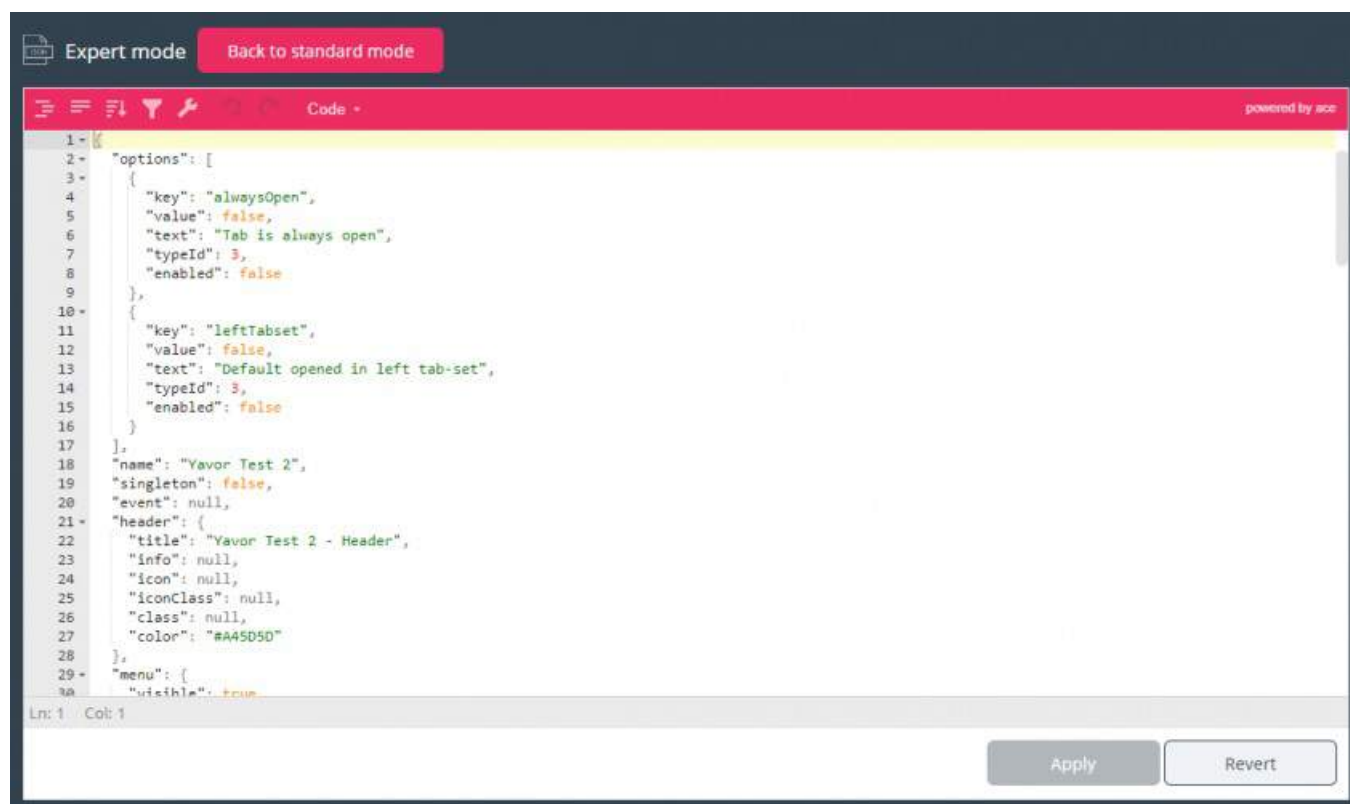 JSON
Expert mode
Back to standard mode
Code
powered by ace
1 {
2 "options": [
3 {
4 "key": "alwaysOpen",
5 "value": false,
6 "text": "Tab is always open",
7 "typeId": 3,
8 "enabled": false
9 },
10 {
11 "key": "leftTabset",
12 "value": false,
13 "text": "Default opened in left tab-set",
14 "typeId": 3,
15 "enabled": false
16 }
17 ],
18 "name": "Yavor Test 2",
19 "singleton": false,
20 "event": null,
21 "header": {
22 "title": "Yavor Test 2 - Header",
23 "info": null,
24 "icon": null,
25 "iconClass": null,
26 "class": null,
27 "color": "#A45D5D"
28 },
29 "menu": {
30 "visible": true,
Ln: 1 Col: 1
Apply
Revert